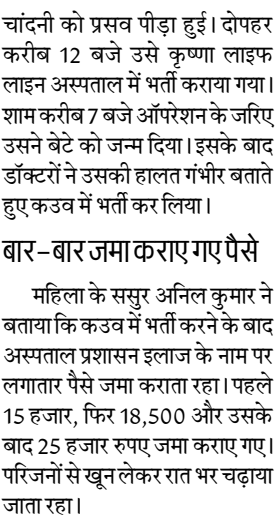 चांदनी को प्रसव पीड़ा हुई। दोपहर
करीब 12 बजे उसे कृष्णा लाइफ
लाइन अस्पताल में भर्ती कराया गया।
शाम करीब 7 बजे ऑपरेशन के जरिए
उसने बेटे को जन्म दिया। इसके बाद
डॉक्टरों ने उसकी हालत गंभीर बताते
हुए कउव में भर्ती कर लिया।
बार-बार जमा कराए गए पैसे
महिला के ससुर अनिल कुमार ने
बताया कि कउव में भर्ती करने के बाद
अस्पताल प्रशासन इलाज के नाम पर
लगातार पैसे जमा कराता रहा। पहले
15 हजार, फिर 18,500 और उसके
बाद 25 हजार रुपए जमा कराए गए।
परिजनों से खून लेकर रात भर चढ़ाया
जाता रहा।